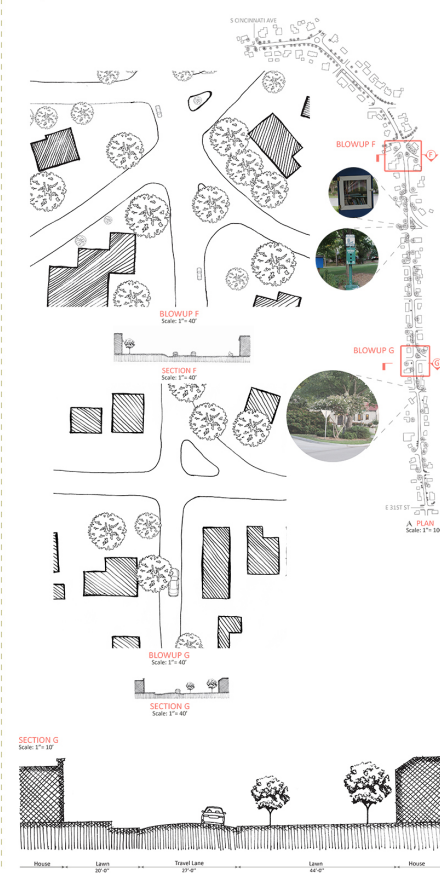 S CINCINNATI AVE
BLOWUP F
F
BLOWUP F
Scale: 1"= 40'
SECTION F
Scale: 1"= 40'
BLOWUP G
G
E 31ST ST
A PLAN
Scale: 1"= 10
BLOWUP G
Scale: 1"= 40'
SECTION G
Scale: 1"= 40'
SECTION G
Scale: 1"= 10'
House
Lawn
20'-0"
Travel Lane
27'-0"
Lawn
44'-0"
House